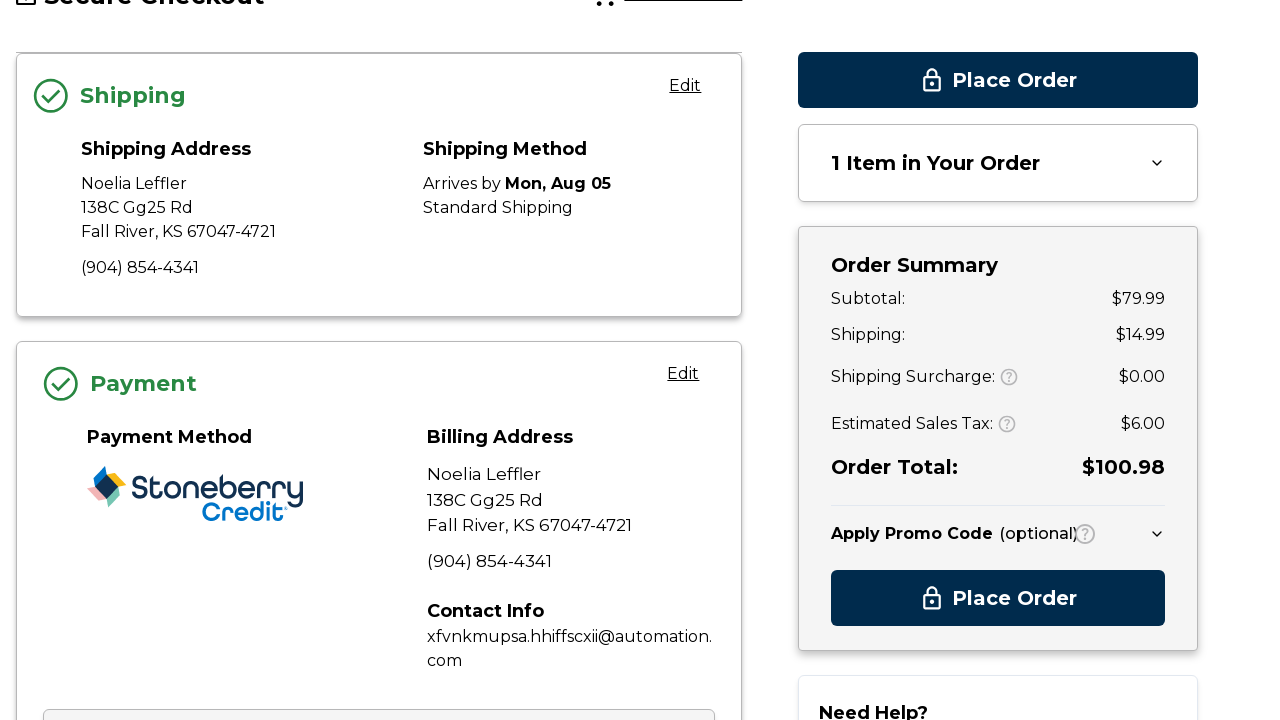 Secure Checkout
Shipping
Edit
Shipping Address
Noelia Leffler
138C Gg25 Rd
Fall River, KS 67047-4721
(904) 854-4341
Shipping Method
Arrives by Mon, Aug 05
Standard Shipping
Payment
Edit
Payment Method
Stoneberry
Credit
Billing Address
Noelia Leffler
138C Gg25 Rd
Fall River, KS 67047-4721
(904) 854-4341
Contact Info
xfvnkmupsa.hhiffscxii@automation.
com
Place Order
1 Item in Your Order
Order Summary
Subtotal: $79.99
Shipping: $14.99
Shipping Surcharge: ? $0.00
Estimated Sales Tax: ? $6.00
Order Total: $100.98
Apply Promo Code (optional) ?
Place Order
Need Help?